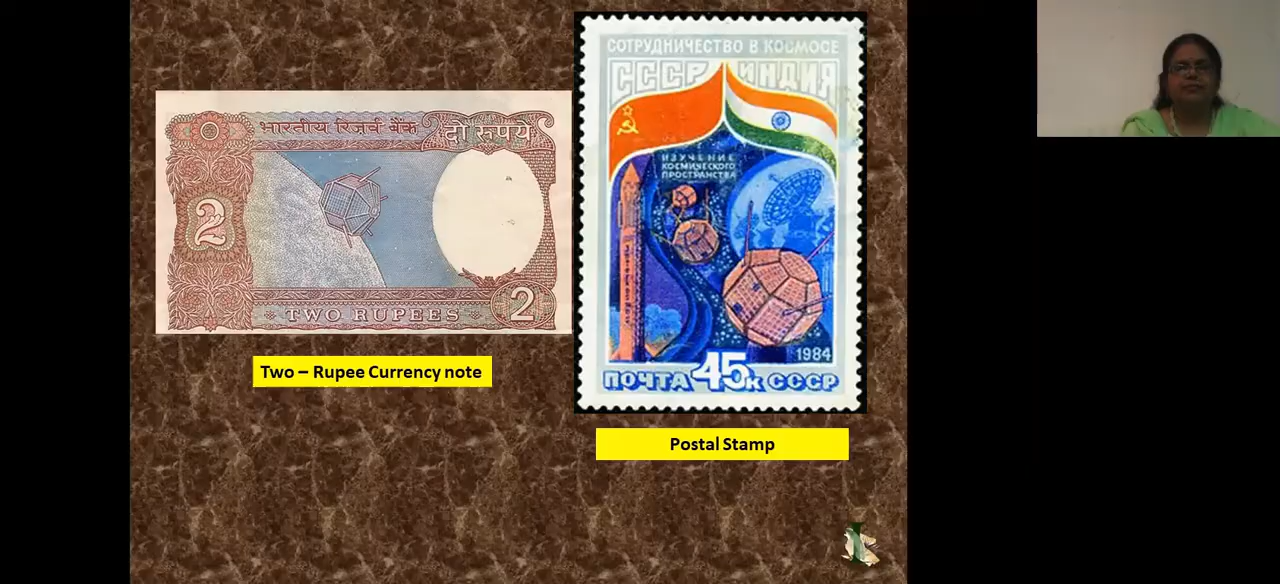 भारतीय रिज़र्व बैंक
दो रुपये
2
TWO RUPEES
2
Two – Rupee Currency note
СОТРУДНИЧЕСТВО В КОСМОСЕ
СССР ИНДИЯ
ИЗУЧЕНИЕ
КОСМИЧЕСКОГО
ПРОСТРАНСТВА
1984
ПОЧТА 45к СССР
Postal Stamp